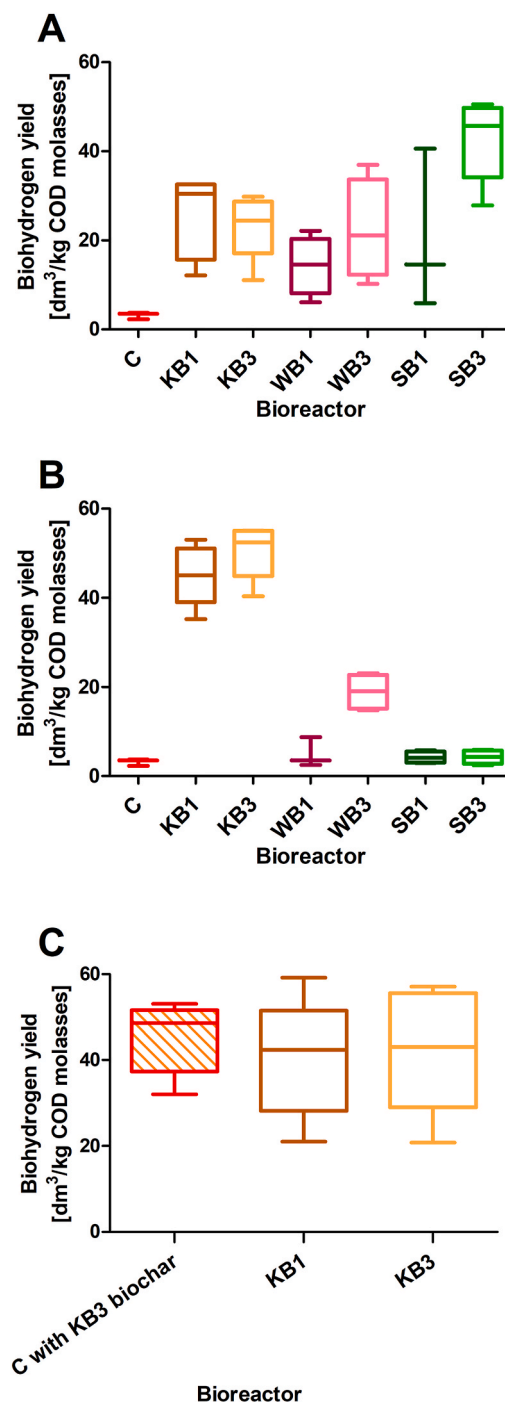 A
Biohydrogen yield
[dm³/kg COD molasses]
60
40
20
0
C
KB1
KB3
WB1
WB3
SB1
SB3
Bioreactor
B
Biohydrogen yield
[dm³/kg COD molasses]
60
40
20
0
C
KB1
KB3
WB1
WB3
SB1
SB3
Bioreactor
C
Biohydrogen yield
[dm³/kg COD molasses]
60
40
20
0
C with KB3 biochar
KB1
KB3
Bioreactor